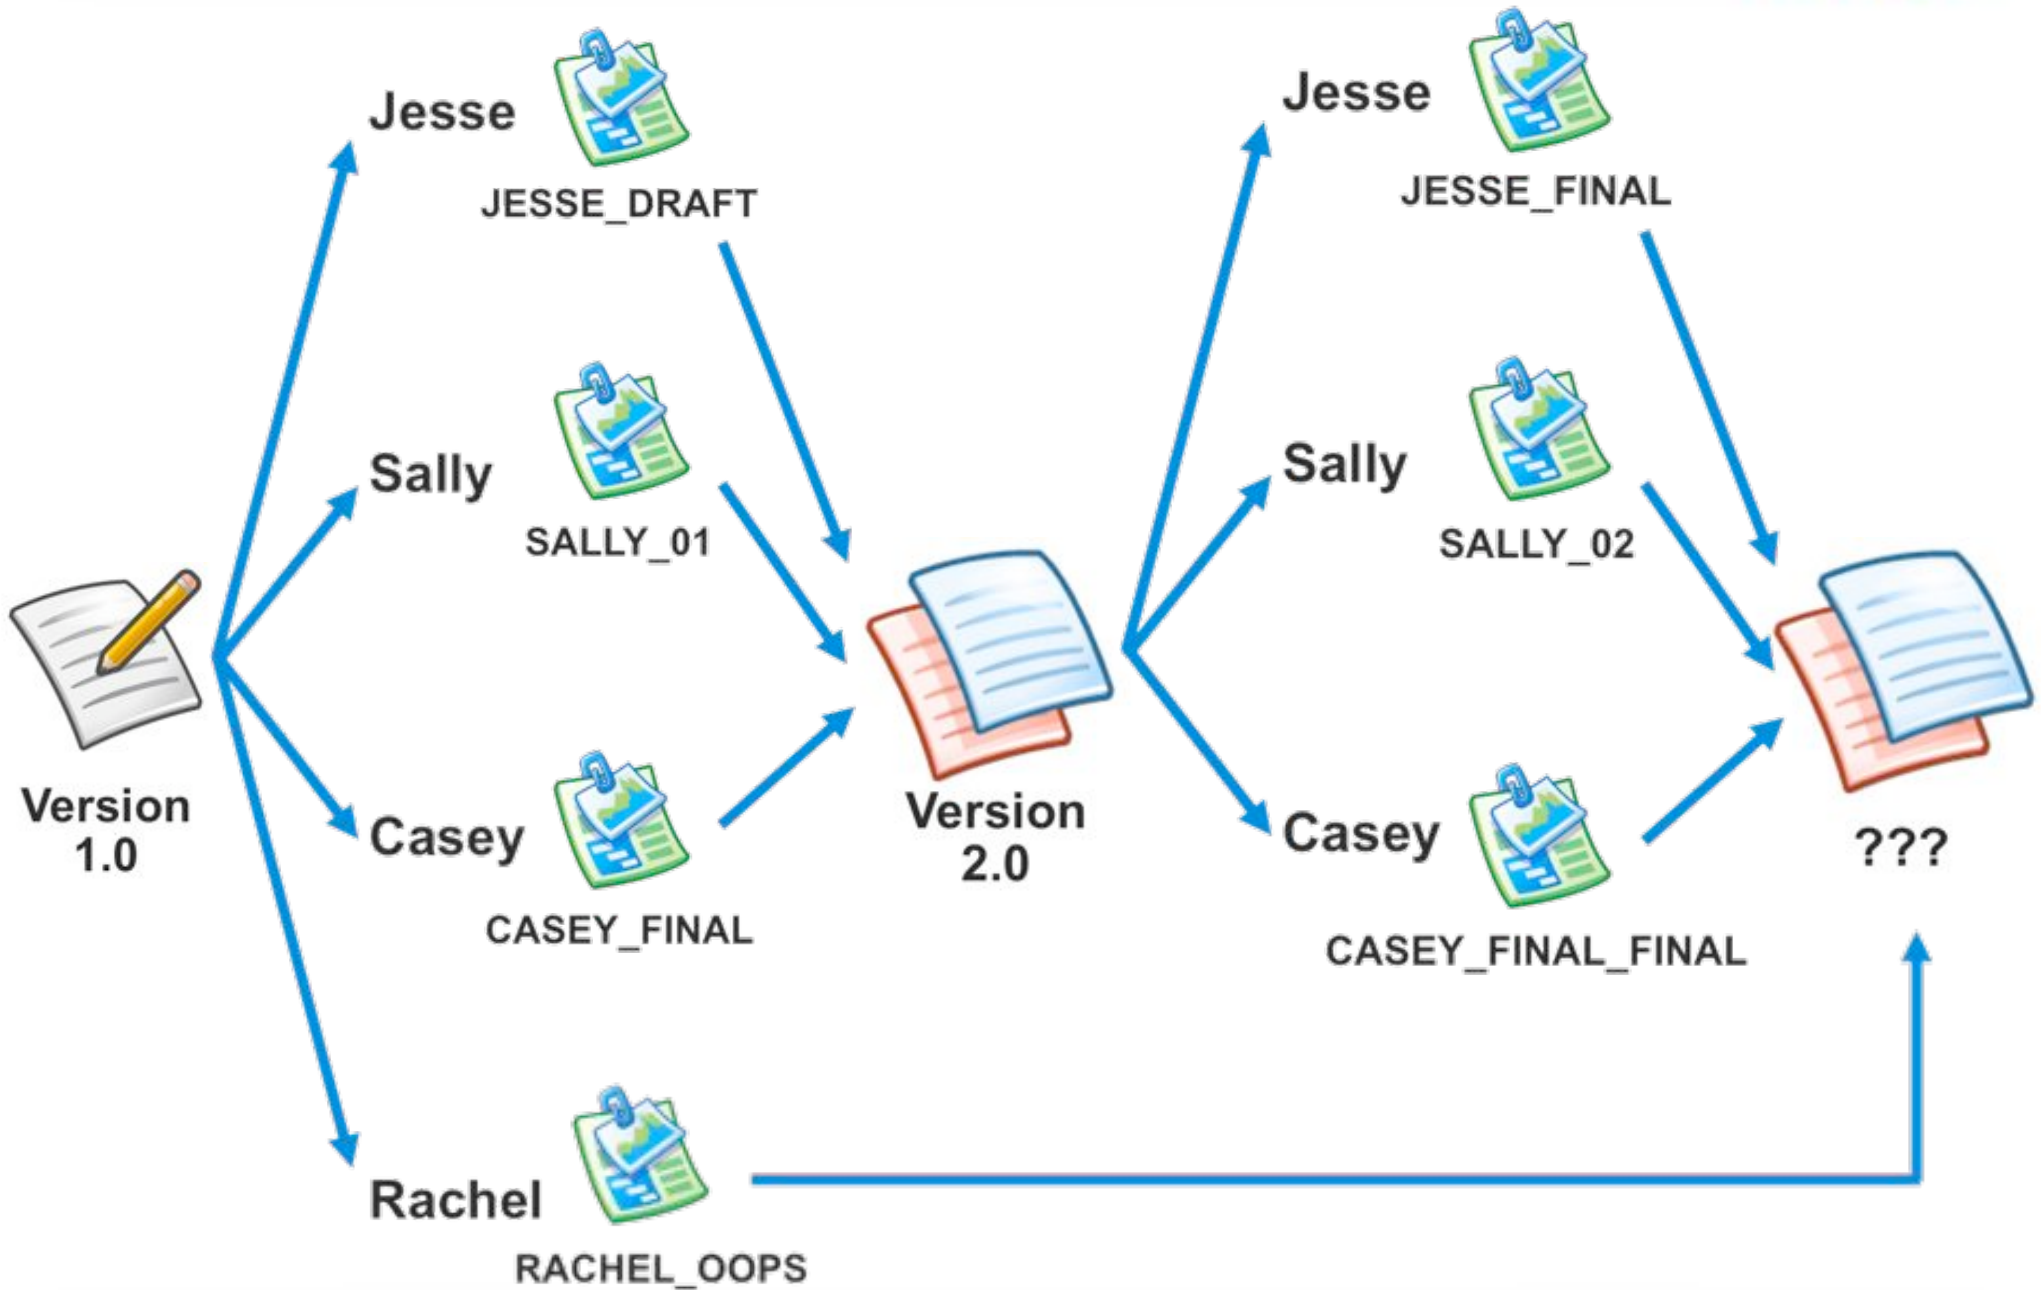 Jesse
JESSE_DRAFT
Sally
SALLY_01
Version
1.0
Casey
CASEY_FINAL
Rachel
RACHEL_OOPS
Version
2.0
Jesse
JESSE_FINAL
Sally
SALLY_02
Casey
CASEY_FINAL_FINAL
???